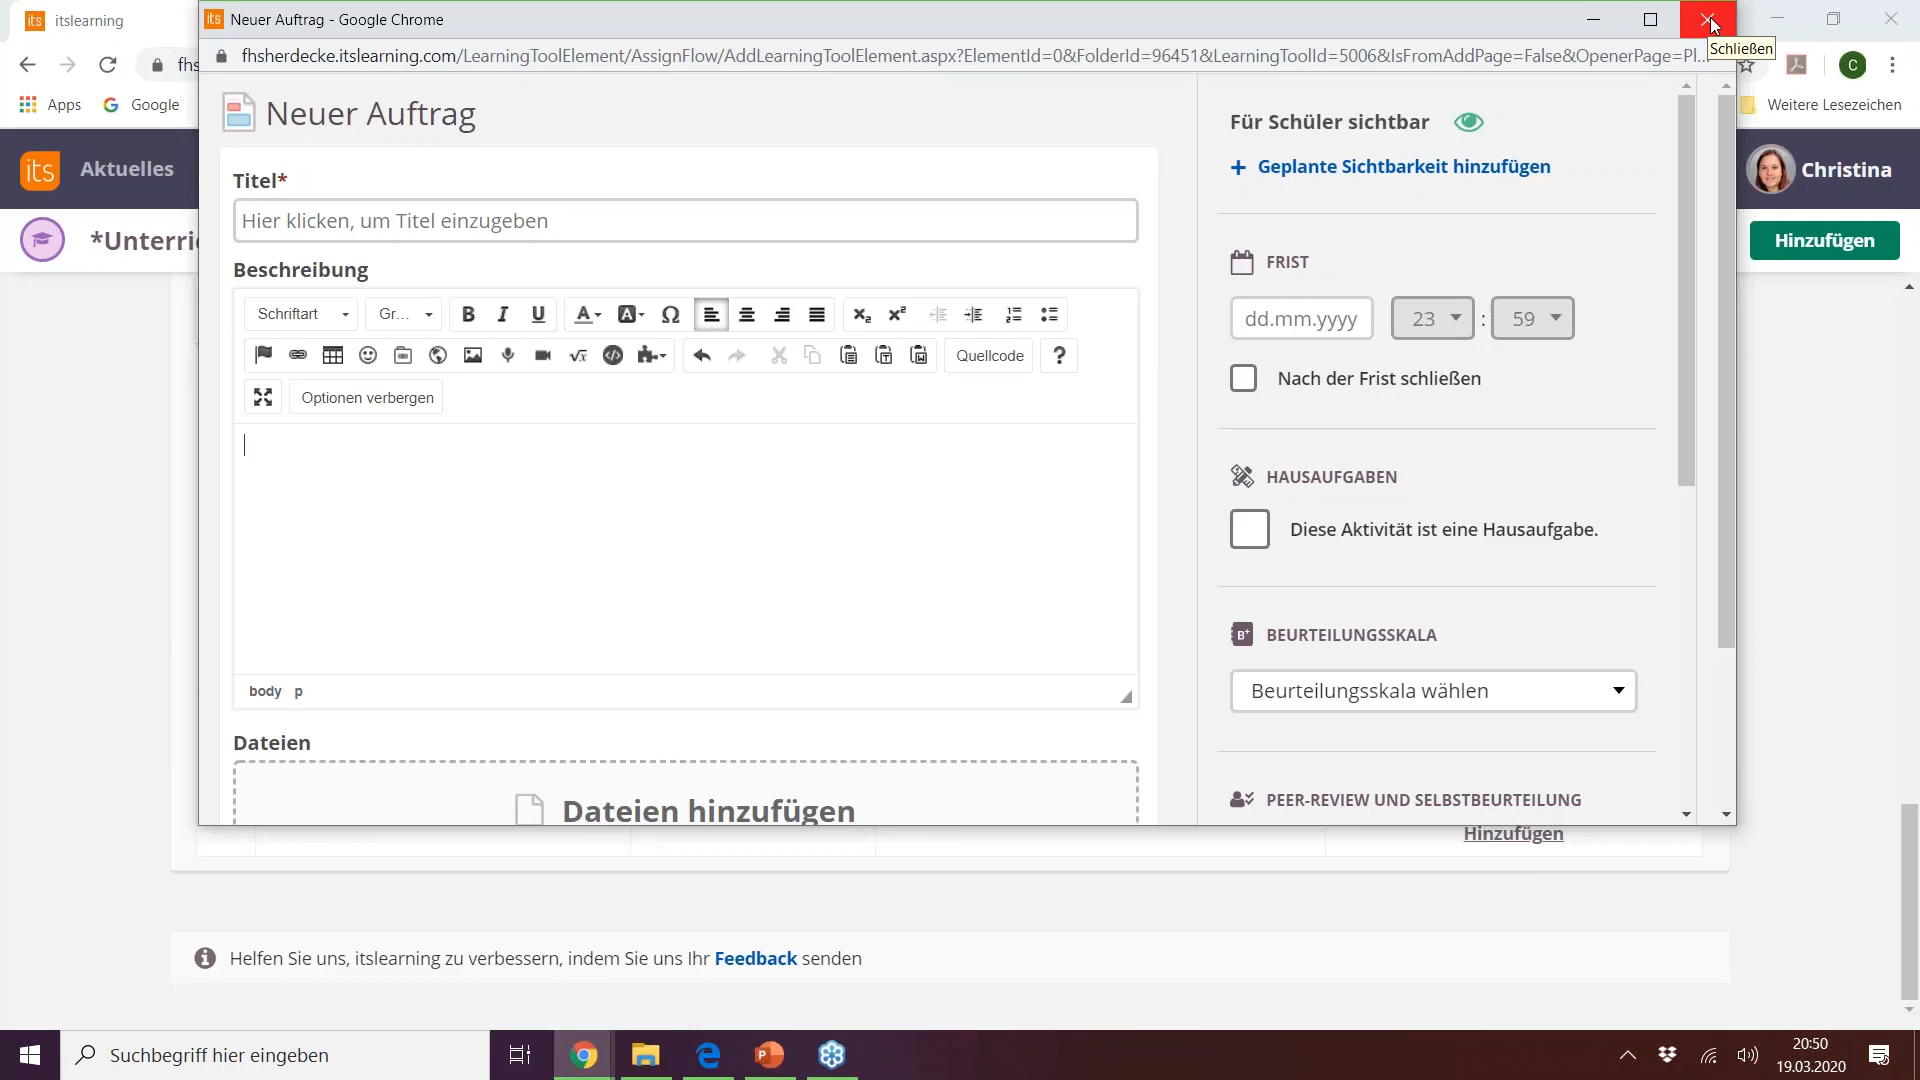 its itslearning
its Neuer Auftrag - Google Chrome
Schließen
fhs
fhsherdecke.itslearning.com/LearningToolElement/AssignFlow/AddLearningToolElement.aspx?ElementId=0&FolderId=96451&LearningToolId=5006&IsFromAddPage=False&OpenerPage=Pl...
C
Apps
Google
Weitere Lesezeichen
its Aktuelles
Christina
*Unterri
Hinzufügen
Neuer Auftrag
Titel*
Hier klicken, um Titel einzugeben
Beschreibung
Schriftart
Gr...
B I U A A Ω
Quellcode
?
Optionen verbergen
body p
Dateien
Dateien hinzufügen
Für Schüler sichtbar
+ Geplante Sichtbarkeit hinzufügen
FRIST
dd.mm.yyyy 23 : 59
Nach der Frist schließen
HAUSAUFGABEN
Diese Aktivität ist eine Hausaufgabe.
B+ BEURTEILUNGSSKALA
Beurteilungsskala wählen
PEER-REVIEW UND SELBSTBEURTEILUNG
Hinzufügen
Helfen Sie uns, itslearning zu verbessern, indem Sie uns Ihr Feedback senden
Suchbegriff hier eingeben
20:50
19.03.2020